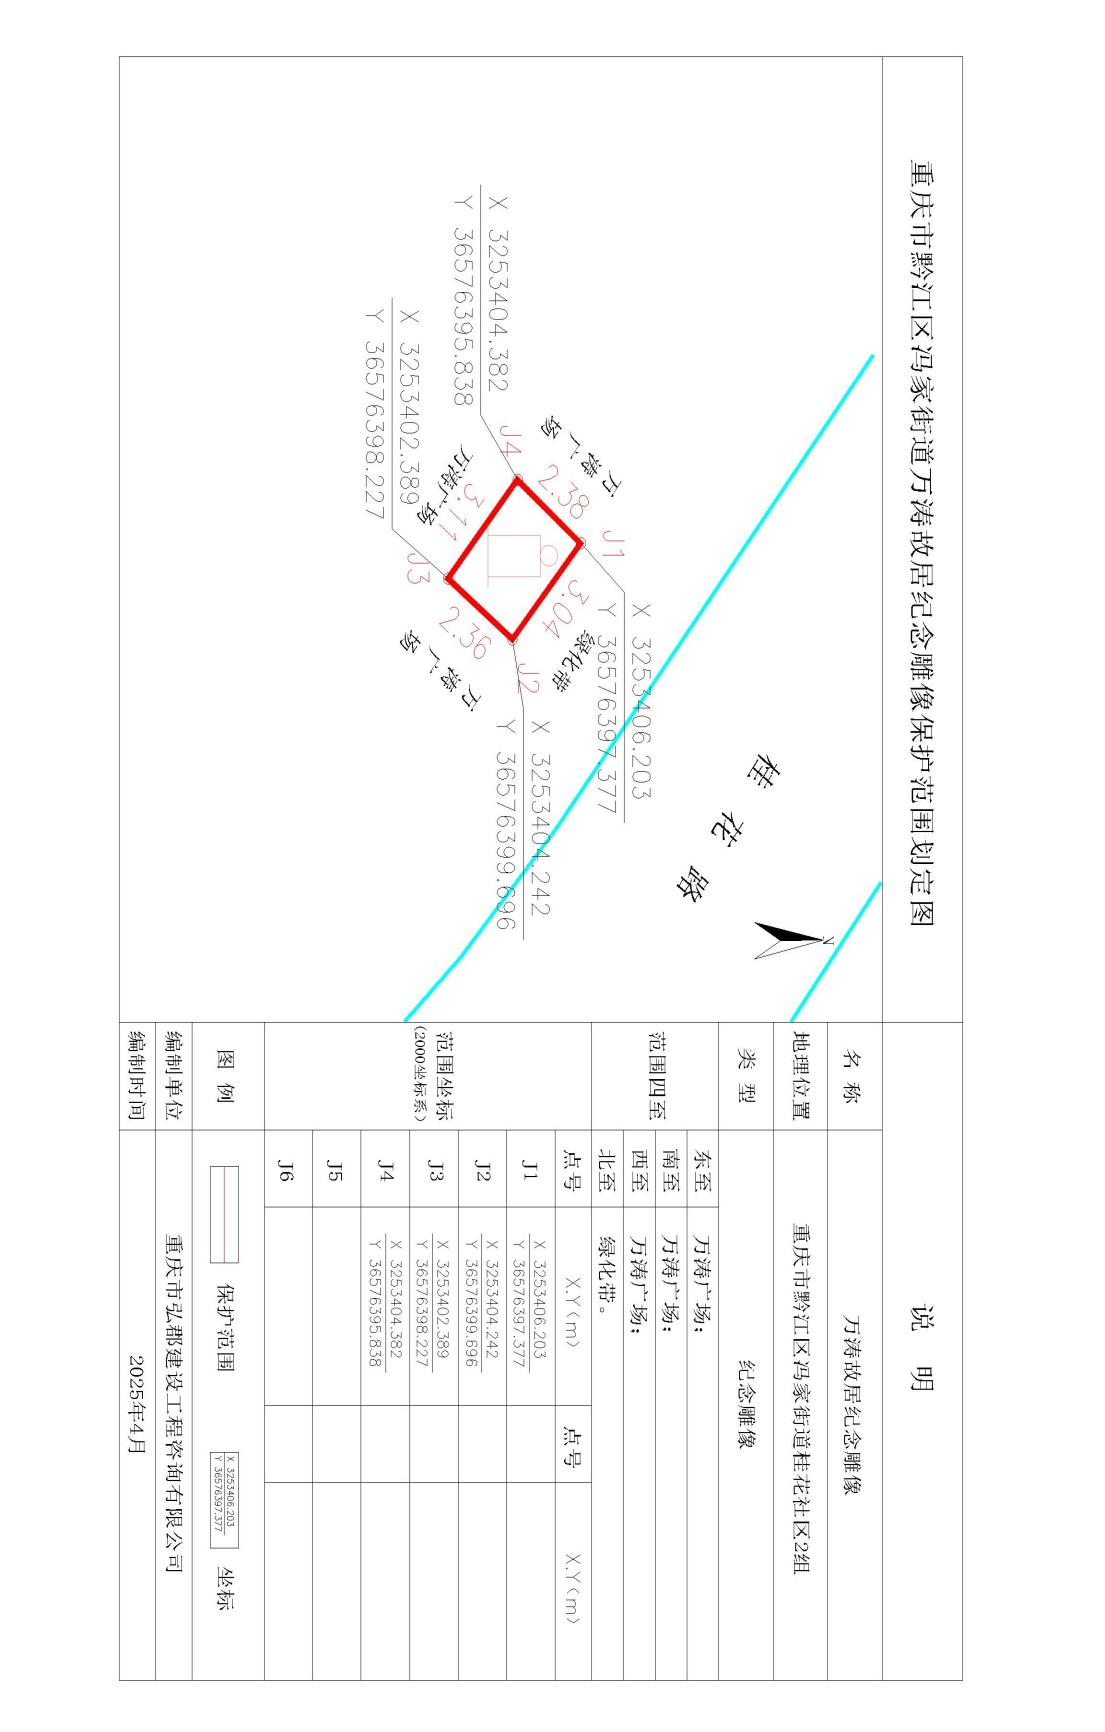 重庆市黔江区冯家街道万涛故居纪念雕像保护范围划定图
桂花路
N
J1
X 3253406.203
Y 36576397.377
J2
X 3253404.242
Y 36576399.696
J3
X 3253402.389
Y 36576398.227
J4
X 3253404.382
Y 36576395.838
2.38
3.04
2.36
3.11
万涛广场
绿化带
万涛广场
万涛广场
说 明
名 称 万涛故居纪念雕像
地理位置 重庆市黔江区冯家街道桂花社区2组
类 型 纪念雕像
范围四至
东至 万涛广场；
南至 万涛广场；
西至 万涛广场；
北至 绿化带。
范围坐标
(2000坐标系)
点号 X.Y(m) 点号 X.Y(m)
J1 X 3253406.203
Y 36576397.377
J2 X 3253404.242
Y 36576399.696
J3 X 3253402.389
Y 36576398.227
J4 X 3253404.382
Y 36576395.838
J5
J6
图 例 保护范围
X 3253406.203
Y 36576397.377
坐标
编制单位 重庆市弘郡建设工程咨询有限公司
编制时间 2025年4月